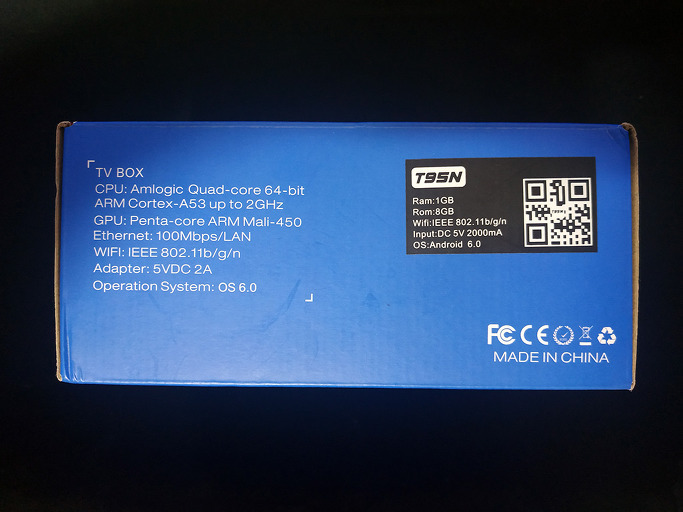 TV BOX
CPU: Amlogic Quad-core 64-bit
ARM Cortex-A53 up to 2GHz
GPU: Penta-core ARM Mali-450
Ethernet: 100Mbps/LAN
WIFI: IEEE 802.11b/g/n
Adapter: 5VDC 2A
Operation System: OS 6.0
T95N
Ram:1GB
Rom:8GB
Wifi:IEEE 802.11b/g/n
Input:DC 5V 2000mA
OS:Android 6.0
FC CE
MADE IN CHINA